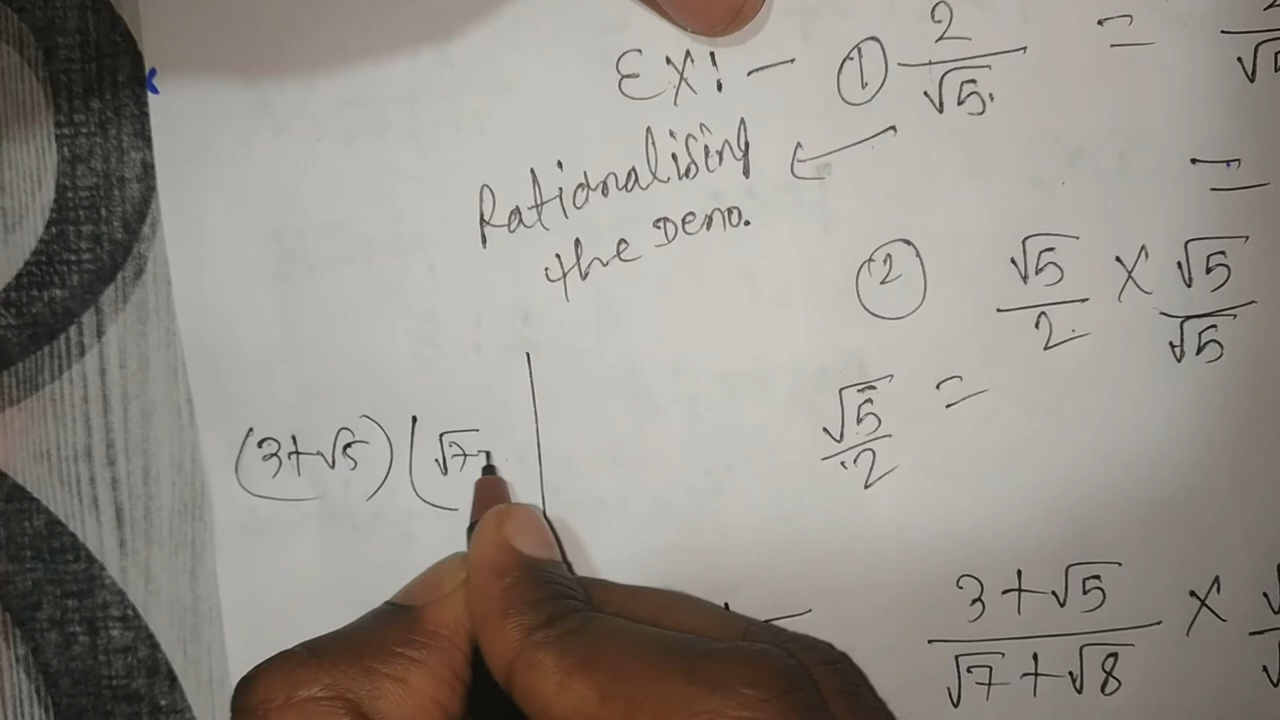 EX! - ① 2/√5 =
Rationalising
the Deno.
=
② √5/2 × √5/√5
√5/2 =
(3+√5) (√7
3+√5/√7+√8 ×